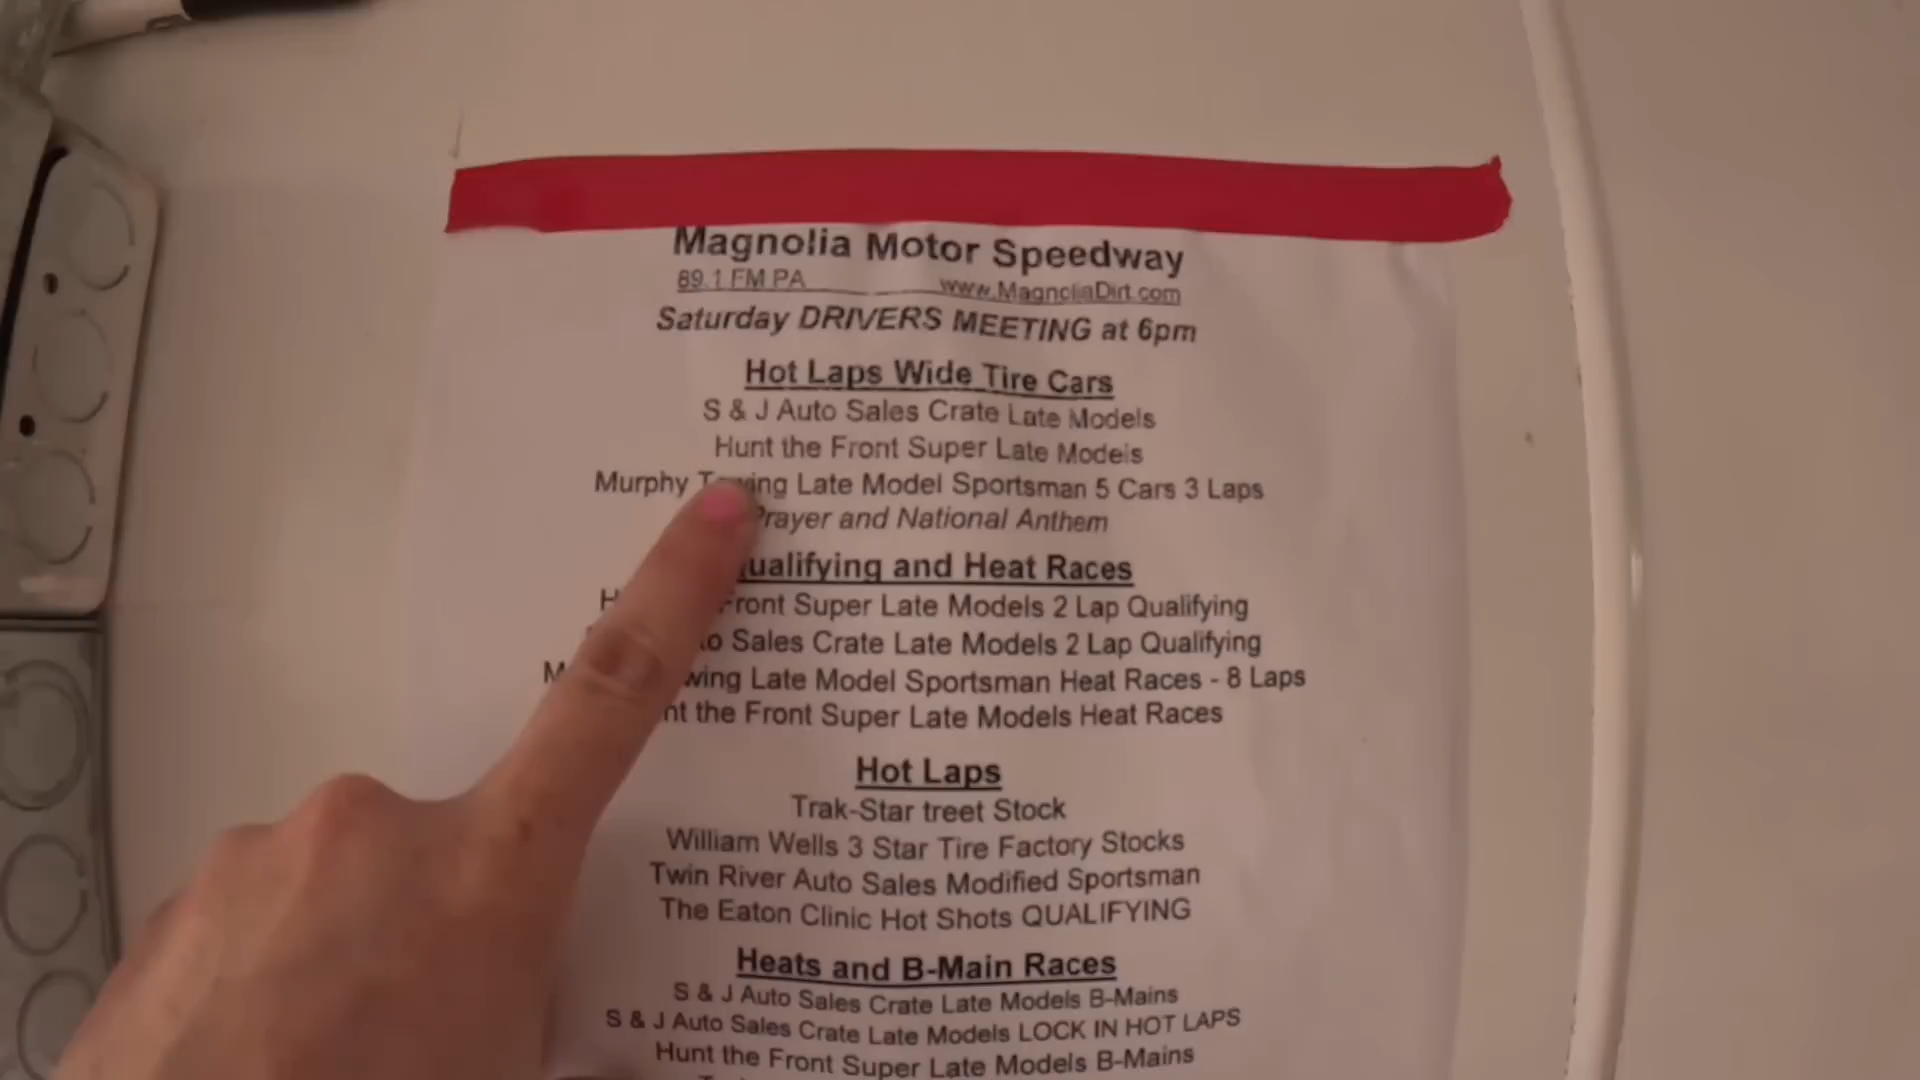 Magnolia Motor Speedway
89.1 FM PA www.MagnoliaDirt.com
Saturday DRIVERS MEETING at 6pm
Hot Laps Wide Tire Cars
S & J Auto Sales Crate Late Models
Hunt the Front Super Late Models
Murphy Towing Late Model Sportsman 5 Cars 3 Laps
Prayer and National Anthem
Qualifying and Heat Races
Front Super Late Models 2 Lap Qualifying
Sales Crate Late Models 2 Lap Qualifying
Late Model Sportsman Heat Races - 8 Laps
the Front Super Late Models Heat Races
Hot Laps
Trak-Star treet Stock
William Wells 3 Star Tire Factory Stocks
Twin River Auto Sales Modified Sportsman
The Eaton Clinic Hot Shots QUALIFYING
Heats and B-Main Races
S & J Auto Sales Crate Late Models B-Mains
S & J Auto Sales Crate Late Models LOCK IN HOT LAPS
Hunt the Front Super Late Models B-Mains